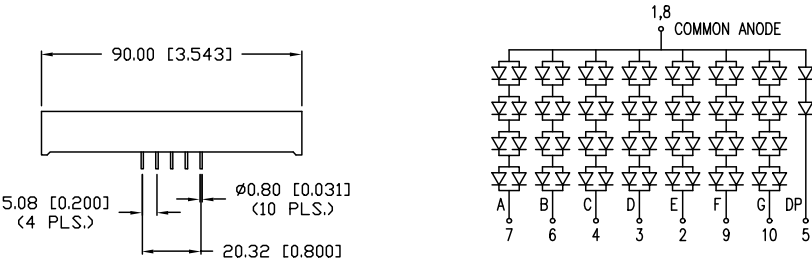 90.00 [3.543]
5.08 [0.200]
(4 PLS.)
ø0.80 [0.031]
(10 PLS.)
20.32 [0.800]
1,8
COMMON ANODE
A B C D E F G DP
7 6 4 3 2 9 10 5